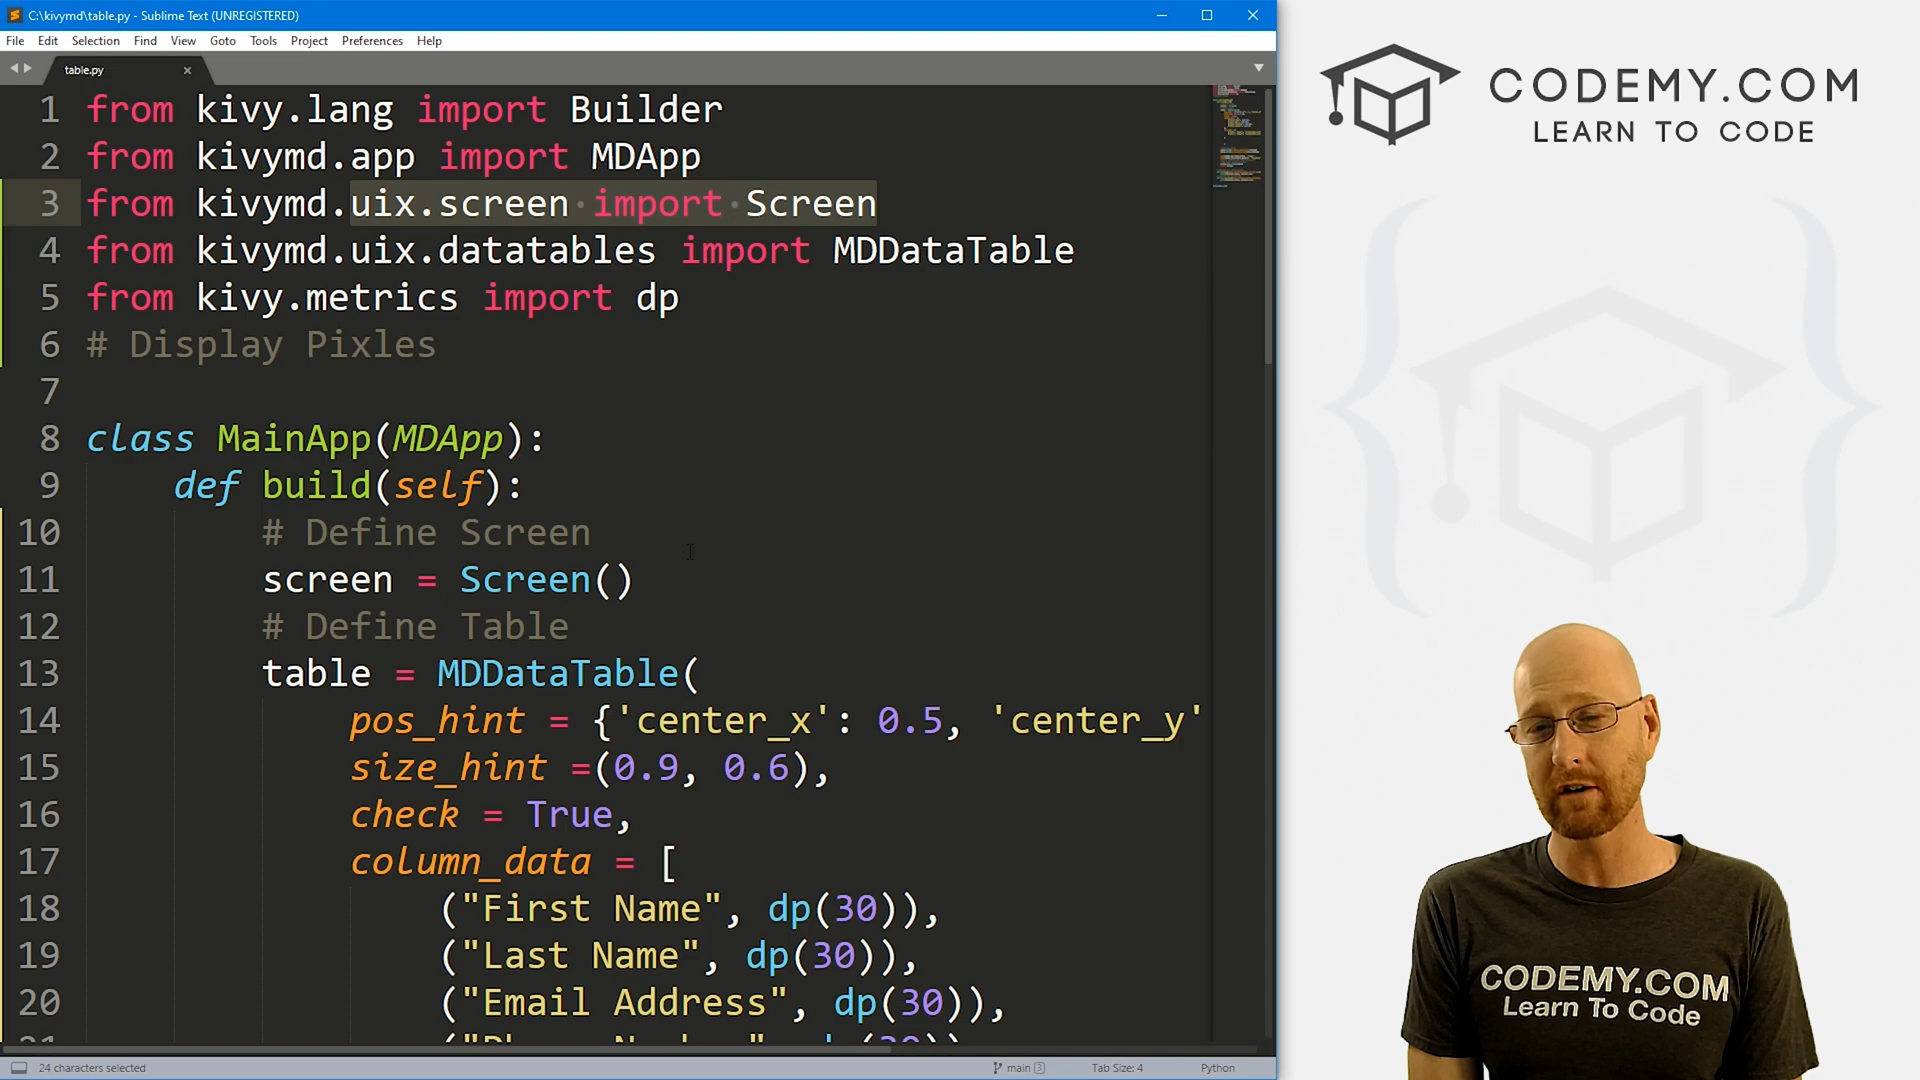 C:\kivymd\table.py - Sublime Text (UNREGISTERED)
File Edit Selection Find View Goto Tools Project Preferences Help
table.py
1 from kivy.lang import Builder
2 from kivymd.app import MDApp
3 from kivymd.uix.screen import Screen
4 from kivymd.uix.datatables import MDDataTable
5 from kivy.metrics import dp
6 # Display Pixles
7
8 class MainApp(MDApp):
9 def build(self):
10 # Define Screen
11 screen = Screen()
12 # Define Table
13 table = MDDataTable(
14 pos_hint = {'center_x': 0.5, 'center_y'
15 size_hint =(0.9, 0.6),
16 check = True,
17 column_data = [
18 ("First Name", dp(30)),
19 ("Last Name", dp(30)),
20 ("Email Address", dp(30)),
24 characters selected
main 3
Tab Size: 4
Python
CODEMY.COM
LEARN TO CODE
CODEMY.COM
Learn To Code